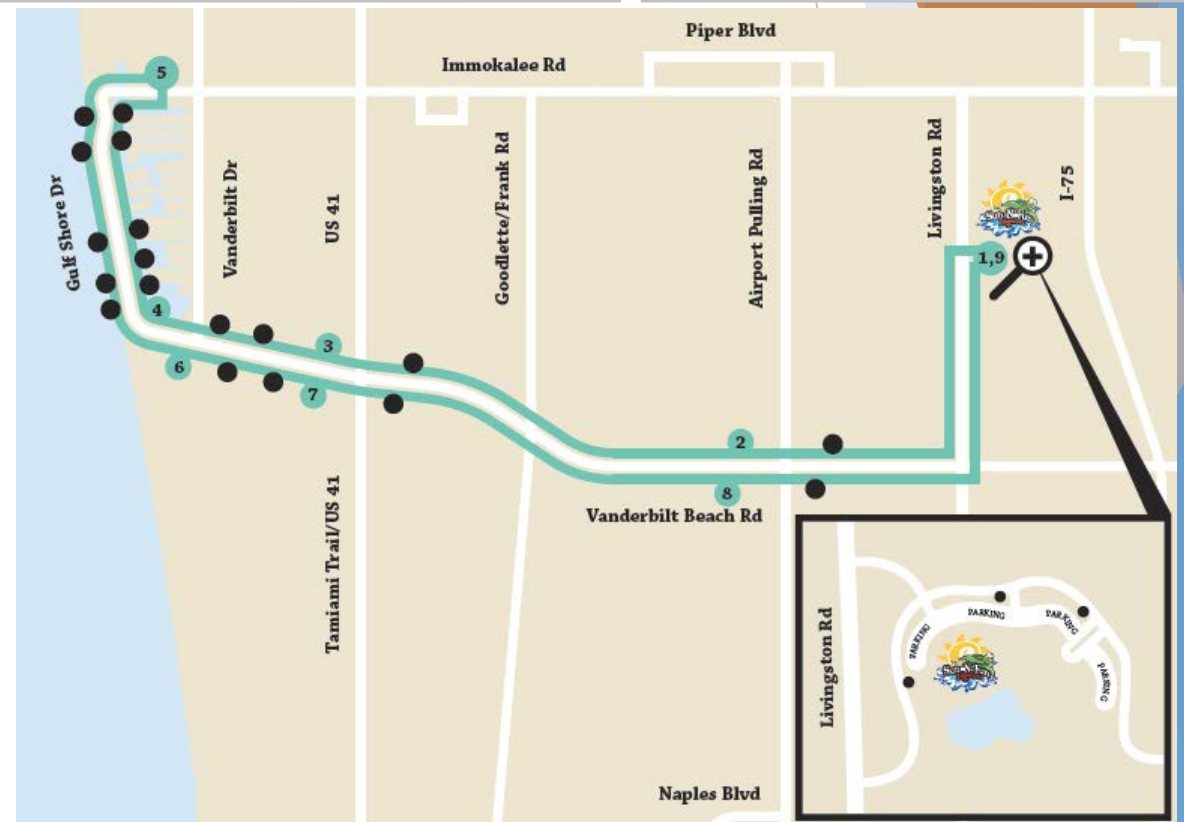 Piper Blvd
Immokalee Rd
5
Gulf Shore Dr
Vanderbilt Dr
US 41
Goodlette/Frank Rd
Airport Pulling Rd
Livingston Rd
I-75
1,9
4
3
6
7
2
8
Vanderbilt Beach Rd
Tamiami Trail/US 41
Livingston Rd
PARKING
PARKING
PARKING
PARKING
Naples Blvd